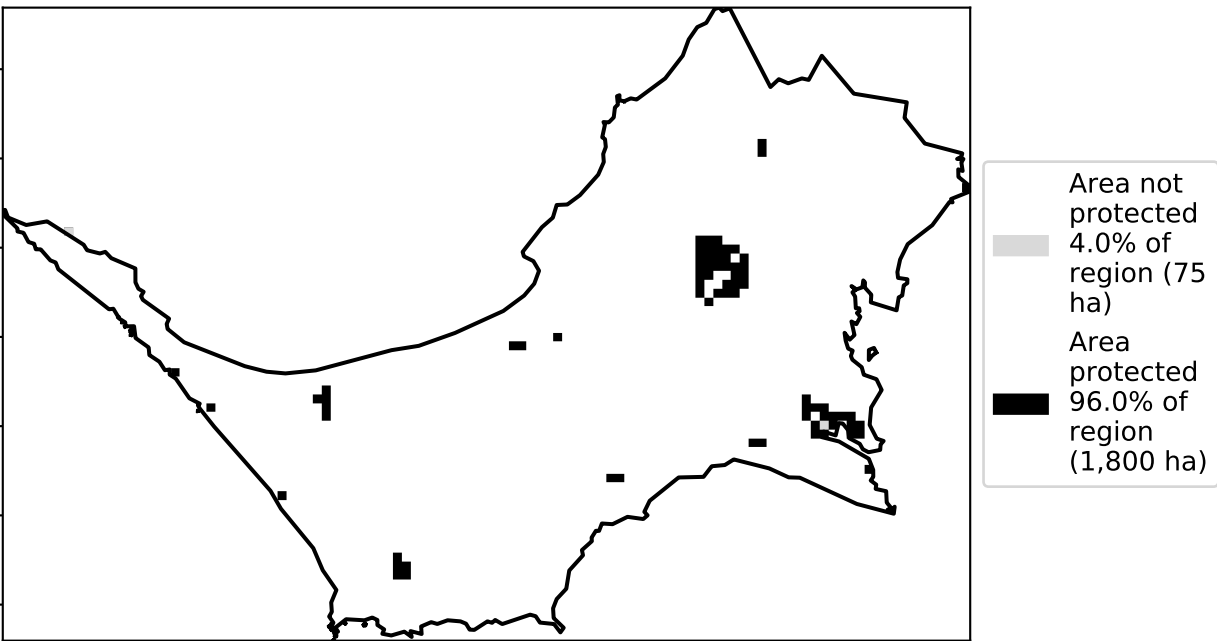 Area not
protected
4.0% of
region (75
ha)
Area
protected
96.0% of
region
(1,800 ha)